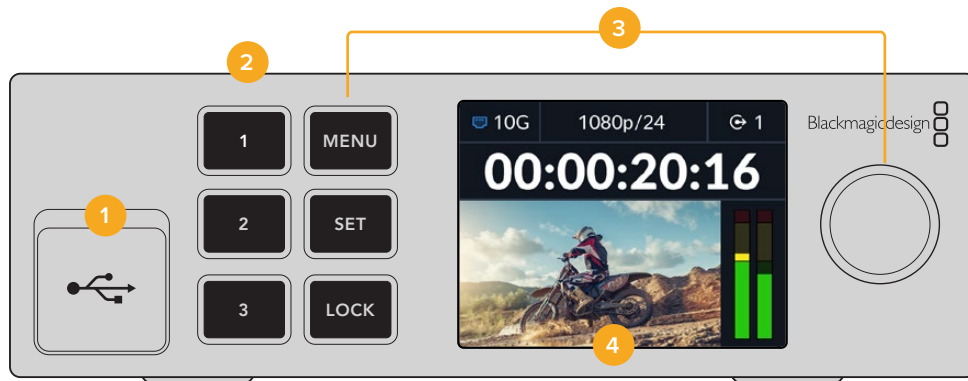 3
2
1 MENU
2 SET
3 LOCK
1
10G 1080p/24 1
00:00:20:16
4
Blackmagicdesign